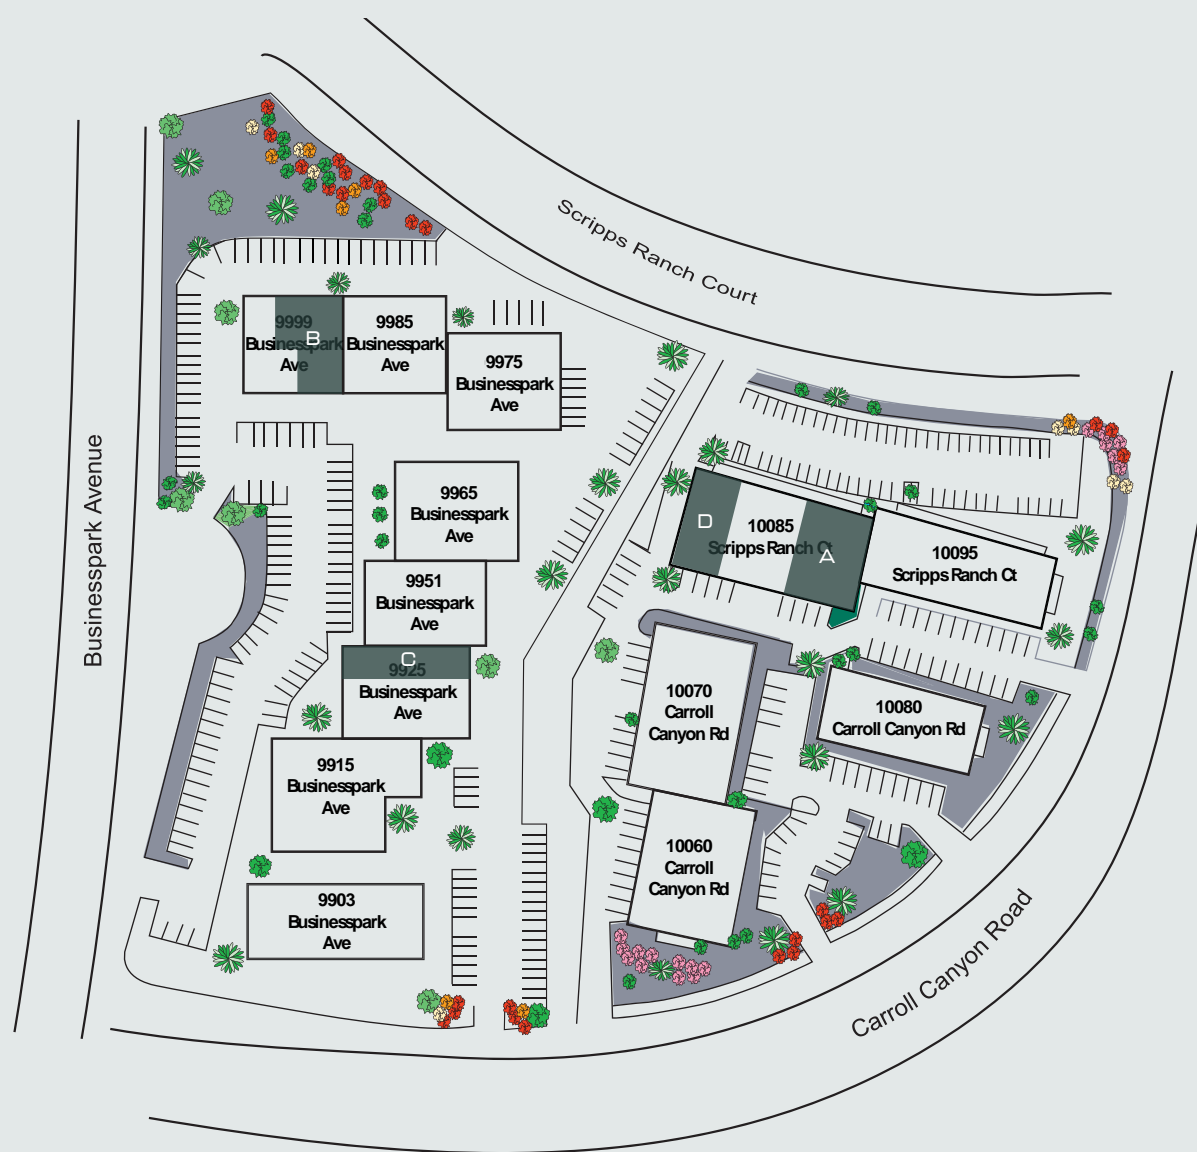 Scripps Ranch Court
9999
Businesspark
Ave
B
9985
Businesspark
Ave
9975
Businesspark
Ave
Businesspark Avenue
9965
Businesspark
Ave
D
10085
Scripps Ranch Ct
A
10095
Scripps Ranch Ct
9951
Businesspark
Ave
C
9925
Businesspark
Ave
10070
Carroll
Canyon Rd
10080
Carroll Canyon Rd
9915
Businesspark
Ave
10060
Carroll
Canyon Rd
9903
Businesspark
Ave
Carroll Canyon Road